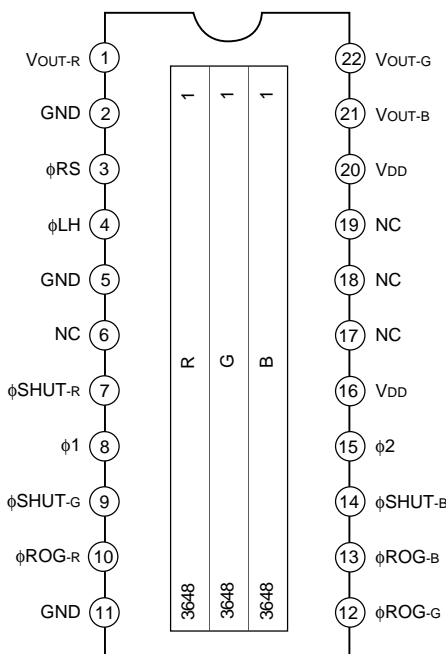 VOUT-R 1
GND 2
φRS 3
φLH 4
GND 5
NC 6
φSHUT-R 7
φ1 8
φSHUT-G 9
φROG-R 10
GND 11
1 1 1
R G B
3648 3648 3648
22 VOUT-G
21 VOUT-B
20 VDD
19 NC
18 NC
17 NC
16 VDD
15 φ2
14 φSHUT-B
13 φROG-B
12 φROG-G